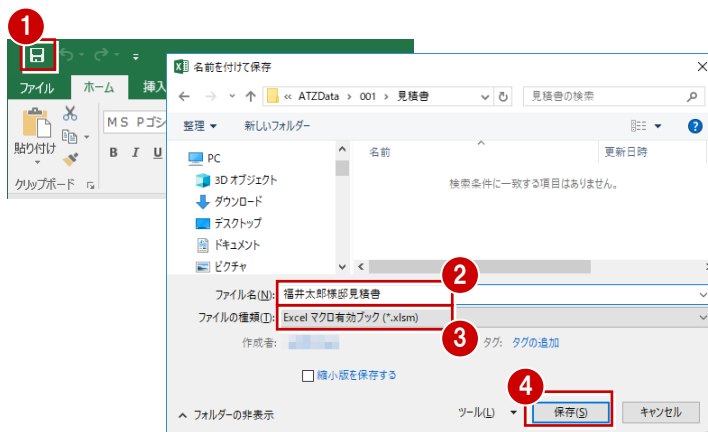 1
ファイル ホーム 挿入
MS Pゴシ
貼り付け
B I U
クリップボード
名前を付けて保存
« ATZData › 001 › 見積書
見積書の検索
整理 新しいフォルダー
名前 更新日時
PC
検索条件に一致する項目はありません。
3D オブジェクト
ダウンロード
デスクトップ
ドキュメント
ピクチャ
2
ファイル名(N): 福井太郎様邸見積書
ファイルの種類(T): Excel マクロ有効ブック (*.xlsm)
3
作成者: タグ: タグの追加
縮小版を保存する
4
フォルダーの非表示 ツール(L) 保存(S) キャンセル